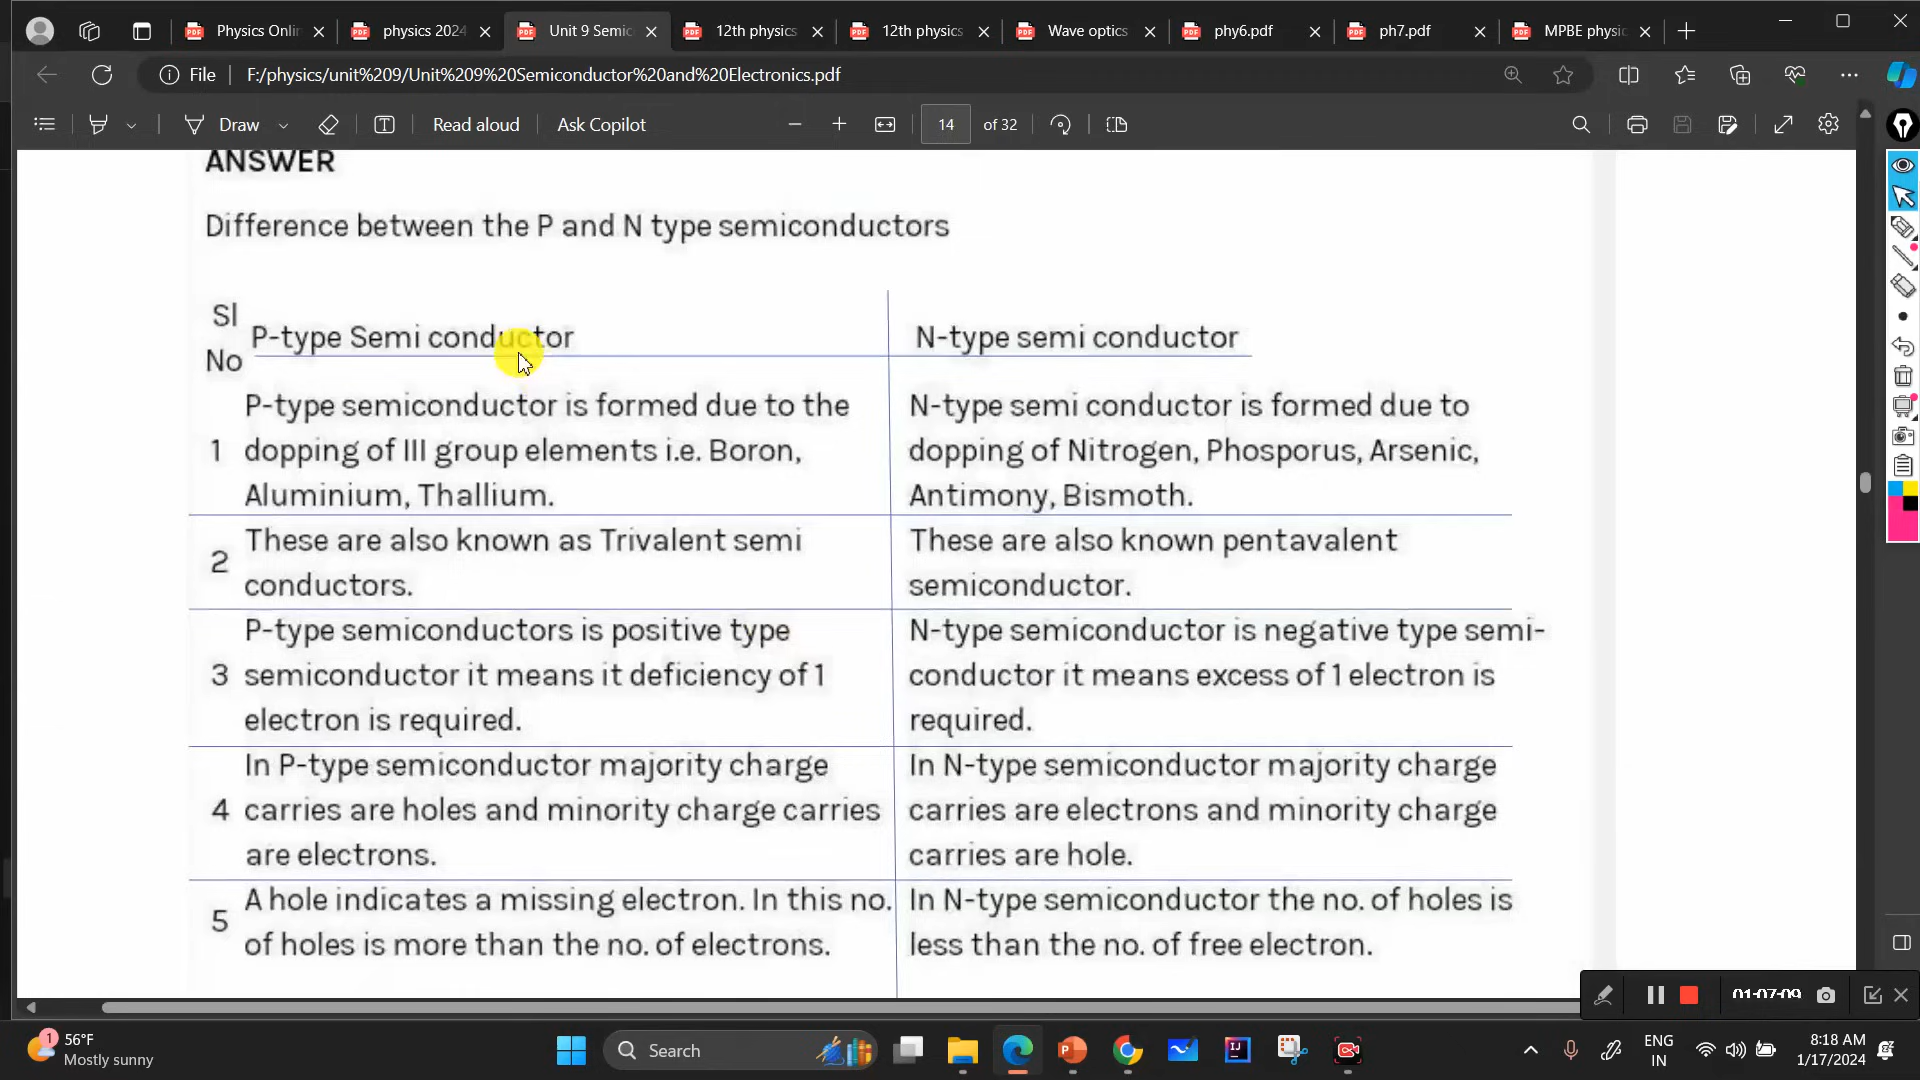 Physics Onlin
physics 2024
Unit 9 Semic
12th physics
12th physics
Wave optics
phy6.pdf
ph7.pdf
MPBE physic
File F:/physics/unit%209/Unit%209%20Semiconductor%20and%20Electronics.pdf
Draw
Read aloud
Ask Copilot
14 of 32
ANSWER
Difference between the P and N type semiconductors
Sl
No
P-type Semi conductor
N-type semi conductor
1
P-type semiconductor is formed due to the
dopping of III group elements i.e. Boron,
Aluminium, Thallium.
N-type semi conductor is formed due to
dopping of Nitrogen, Phosporus, Arsenic,
Antimony, Bismoth.
2
These are also known as Trivalent semi
conductors.
These are also known pentavalent
semiconductor.
3
P-type semiconductors is positive type
semiconductor it means it deficiency of 1
electron is required.
N-type semiconductor is negative type semi-
conductor it means excess of 1 electron is
required.
4
In P-type semiconductor majority charge
carries are holes and minority charge carries
are electrons.
In N-type semiconductor majority charge
carries are electrons and minority charge
carries are hole.
5
A hole indicates a missing electron. In this no.
of holes is more than the no. of electrons.
In N-type semiconductor the no. of holes is
less than the no. of free electron.
01:07:09
1
56°F
Mostly sunny
Search
ENG
IN
8:18 AM
1/17/2024